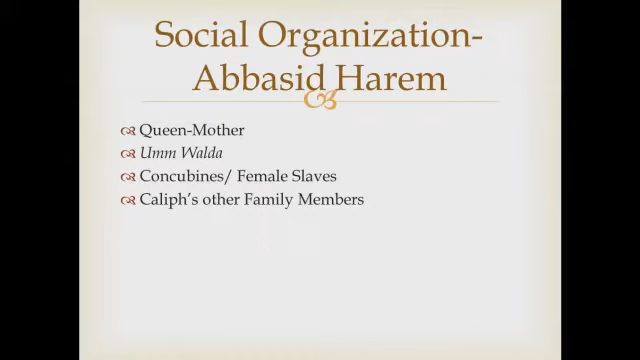 Social Organization-
Abbasid Harem
Queen-Mother
Umm Walda
Concubines/ Female Slaves
Caliph's other Family Members